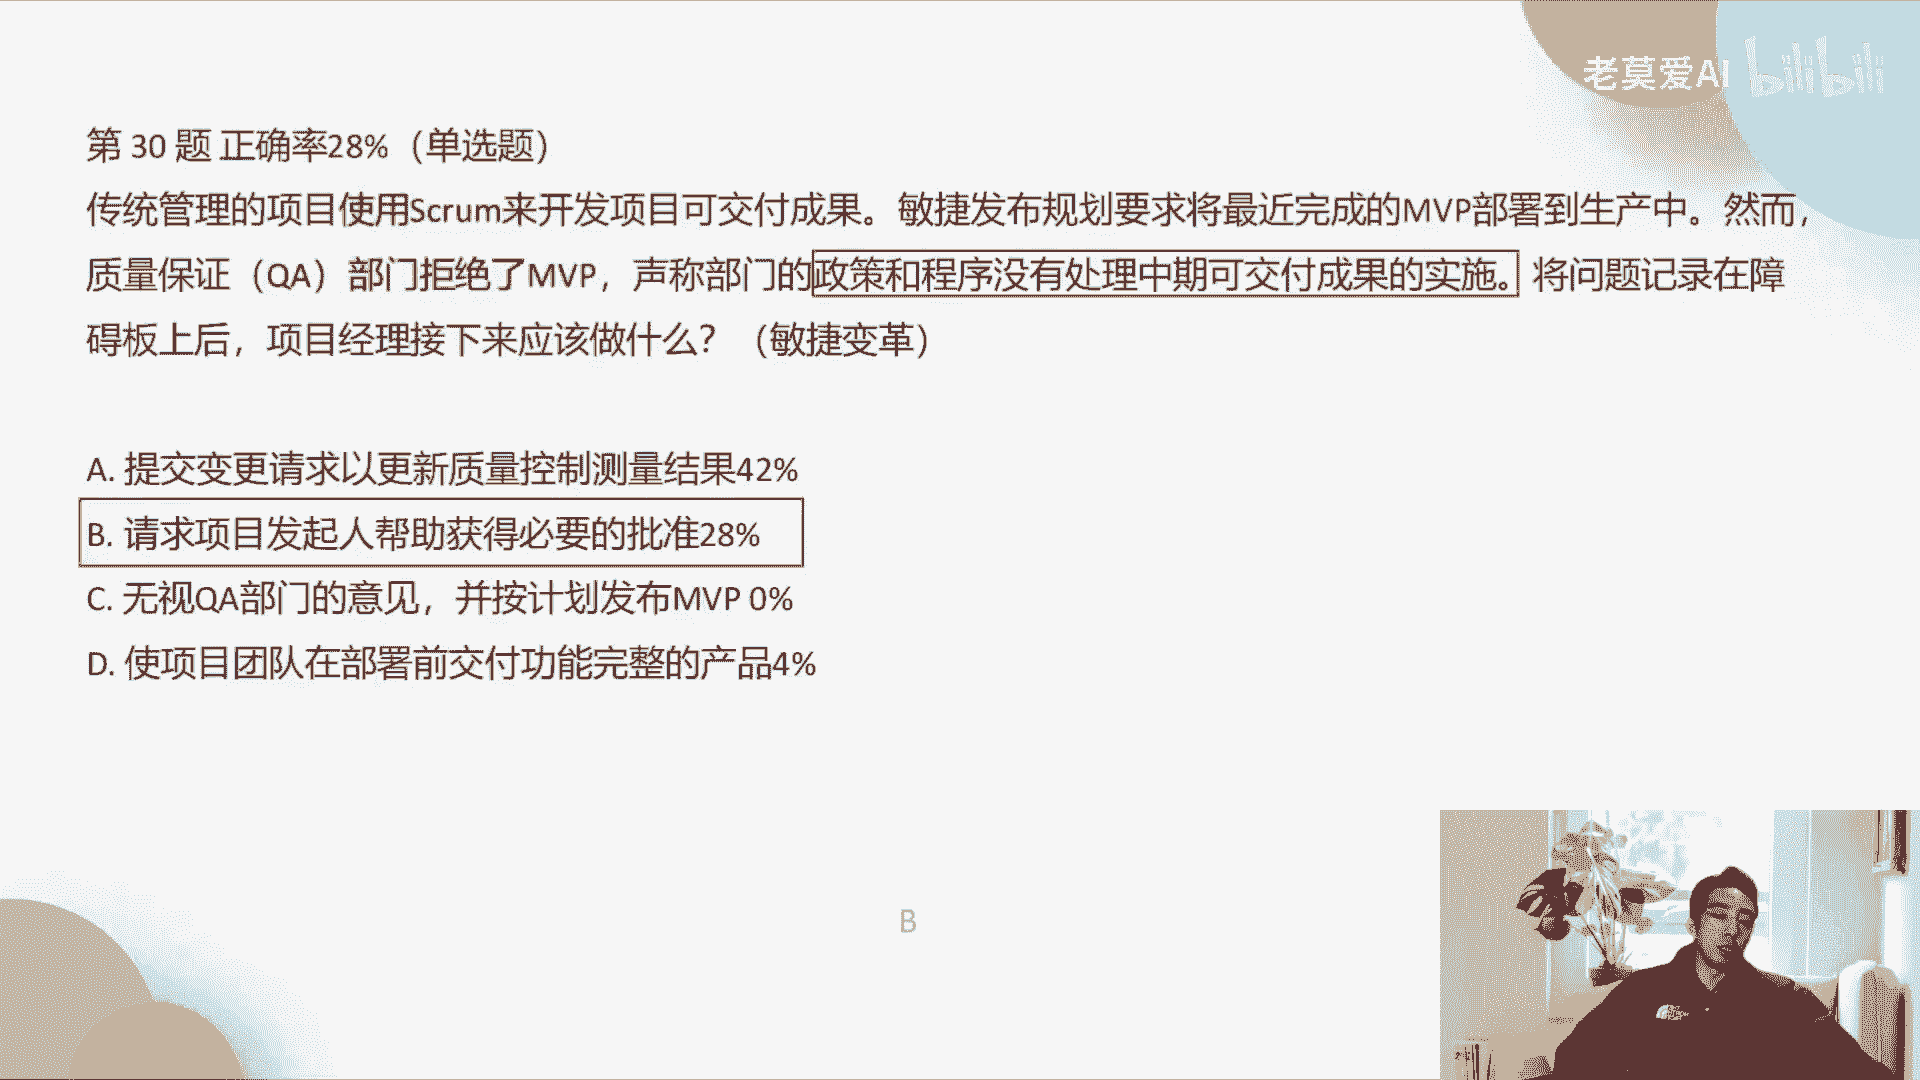 老莫爱AI bilibili
第 30 题 正确率28%（单选题）
传统管理的项目使用Scrum来开发项目可交付成果。敏捷发布规划要求将最近完成的MVP部署到生产中。然而，
质量保证（QA）部门拒绝了MVP，声称部门的政策和程序没有处理中期可交付成果的实施。将问题记录在障
碍板上后，项目经理接下来应该做什么？（敏捷变革）
A. 提交变更请求以更新质量控制测量结果42%
B. 请求项目发起人帮助获得必要的批准28%
C. 无视QA部门的意见，并按计划发布MVP 0%
D. 使项目团队在部署前交付功能完整的产品4%
B